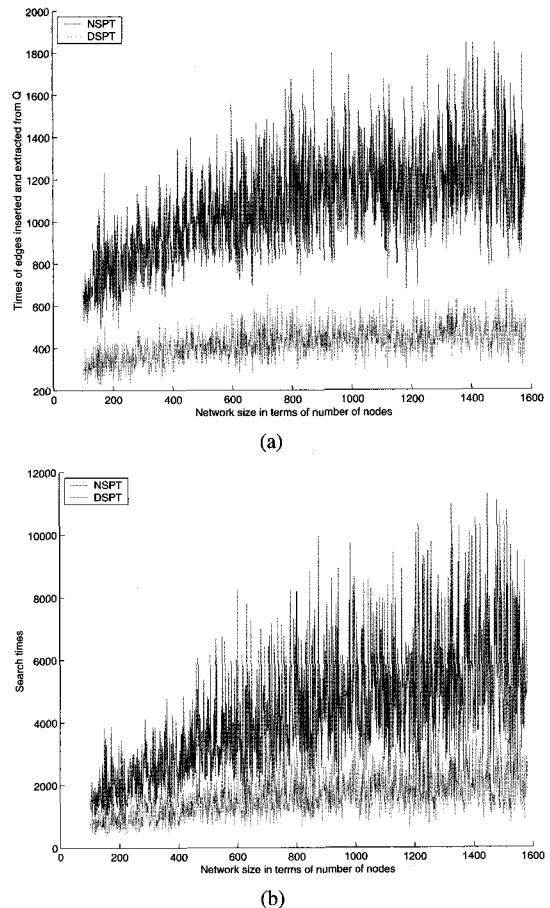 2000
1800
1600
1400
1200
1000
800
600
400
200
Times of edges inserted and extracted from Q
NSPT
DSPT
0 200 400 600 800 1000 1200 1400 1600
Network size in terms of number of nodes
(a)
12000
10000
8000
6000
4000
2000
0
Search times
NSPT
DSPT
0 200 400 600 800 1000 1200 1400 1600
Network size in terms of number of nodes
(b)